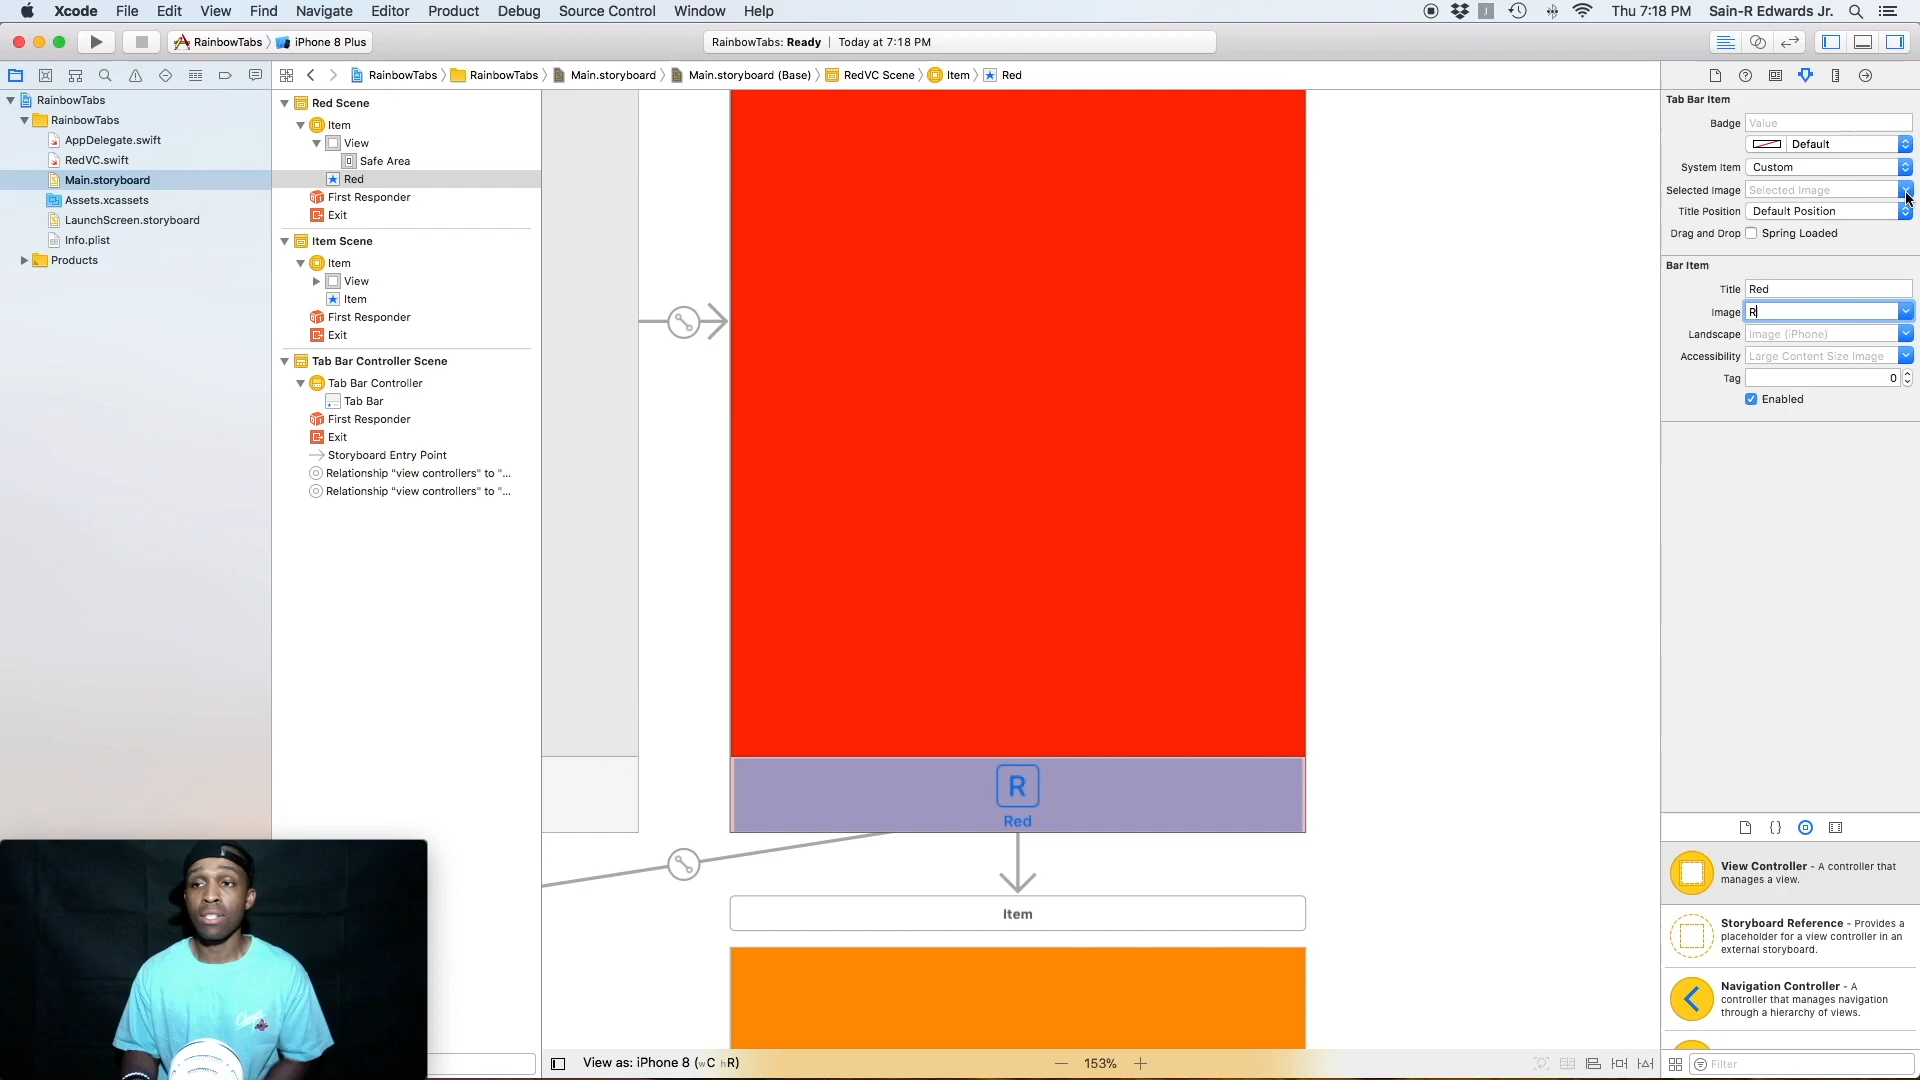 Xcode File Edit View Find Navigate Editor Product Debug Source Control Window Help
Thu 7:18 PM Sain-R Edwards Jr.
RainbowTabs iPhone 8 Plus
RainbowTabs: Ready | Today at 7:18 PM
RainbowTabs RainbowTabs Main.storyboard Main.storyboard (Base) RedVC Scene Item Red
RainbowTabs
RainbowTabs
AppDelegate.swift
RedVC.swift
Main.storyboard
Assets.xcassets
LaunchScreen.storyboard
Info.plist
Products
Red Scene
Item
View
Safe Area
Red
First Responder
Exit
Item Scene
Item
View
Item
First Responder
Exit
Tab Bar Controller Scene
Tab Bar Controller
Tab Bar
First Responder
Exit
Storyboard Entry Point
Relationship "view controllers" to "...
Relationship "view controllers" to "...
R
Red
Item
View as: iPhone 8 (wC hR)
153%
Tab Bar Item
Badge Value
Default
System Item Custom
Selected Image Selected Image
Title Position Default Position
Drag and Drop Spring Loaded
Bar Item
Title Red
Image R
Landscape Image (iPhone)
Accessibility Large Content Size Image
Tag 0
Enabled
View Controller - A controller that
manages a view.
Storyboard Reference - Provides a
placeholder for a view controller in an
external storyboard.
Navigation Controller - A
controller that manages navigation
through a hierarchy of views.
Filter